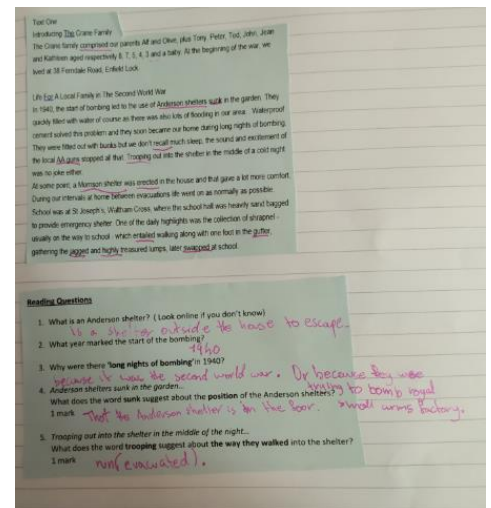 Text One
Introducing The Crane Family
The Crane family comprised our parents Alf and Olive, plus Tony, Peter, Ted, John, Jean
and Kathleen aged respectively 8, 7, 5, 4, 3 and a baby. At the beginning of the war, we
lived at 38 Ferndale Road, Enfield Lock.
Life For A Local Family in The Second World War
In 1940, the start of bombing led to the use of Anderson shelters sunk in the garden. They
quickly filled with water of course as there was also lots of flooding in our area. Waterproof
cement solved this problem and they soon became our home during long nights of bombing.
They were fitted out with bunks but we don't recall much sleep, the sound and excitement of
the local AA guns stopped all that. Trooping out into the shelter in the middle of a cold night
was no joke either.
At some point, a Morrison shelter was erected in the house and that gave a lot more comfort.
During our intervals at home between evacuations life went on as normally as possible.
School was at St Joseph's, Waltham Cross, where the school hall was heavily sand bagged
to provide emergency shelter. One of the daily highlights was the collection of shrapnel -
usually on the way to school - which entailed walking along with one foot in the gutter,
gathering the jagged and highly treasured lumps, later swapped at school.
Reading Questions
1. What is an Anderson shelter? (Look online if you don't know)
Is a shelter outside the house to escape.
2. What year marked the start of the bombing?
1940
3. Why were there 'long nights of bombing' in 1940?
because it was the second world war. Or because they were
trying to bomb royal
small arms factory.
4. Anderson shelters sunk in the garden...
What does the word sunk suggest about the position of the Anderson shelters?
1 mark That the Anderson shelter is in the floor.
5. Trooping out into the shelter in the middle of the night...
What does the word trooping suggest about the way they walked into the shelter?
1 mark run(evacuated).